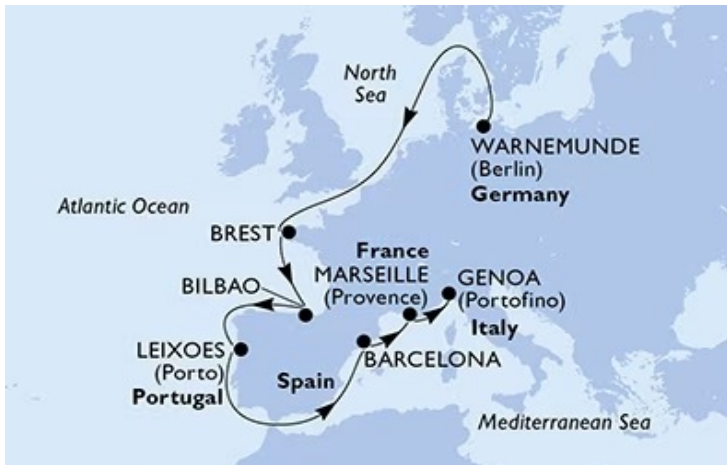 North
Sea
WARNEMUNDE
(Berlin)
Germany
Atlantic Ocean
BREST
France
MARSEILLE
(Provence)
GENOA
(Portofino)
Italy
BILBAO
LEIXOES
(Porto)
Portugal
Spain
BARCELONA
Mediterranean Sea